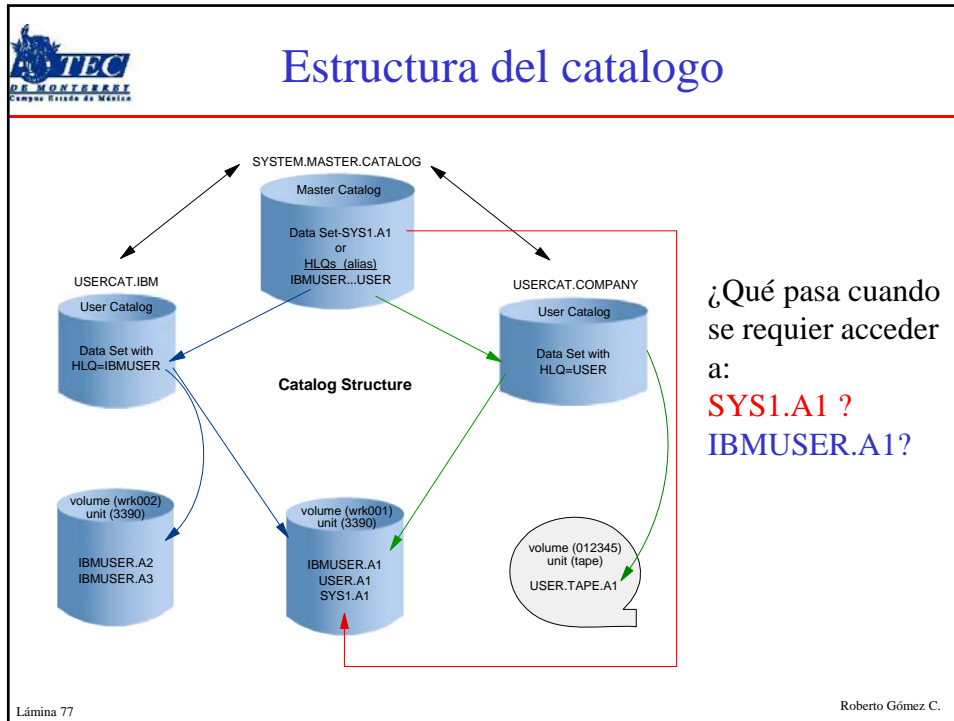 TEC
DE MONTERREY
Campus Estado de México
Estructura del catalogo
SYSTEM.MASTER.CATALOG
Master Catalog
Data Set-SYS1.A1
or
HLQs (alias)
IBMUSER...USER
USERCAT.IBM
User Catalog
Data Set with
HLQ=IBMUSER
USERCAT.COMPANY
User Catalog
Data Set with
HLQ=USER
Catalog Structure
¿Qué pasa cuando
se requier acceder
a:
SYS1.A1 ?
IBMUSER.A1?
volume (wrk002)
unit (3390)
IBMUSER.A2
IBMUSER.A3
volume (wrk001)
unit (3390)
IBMUSER.A1
USER.A1
SYS1.A1
volume (012345)
unit (tape)
USER.TAPE.A1
Lámina 77
Roberto Gómez C.